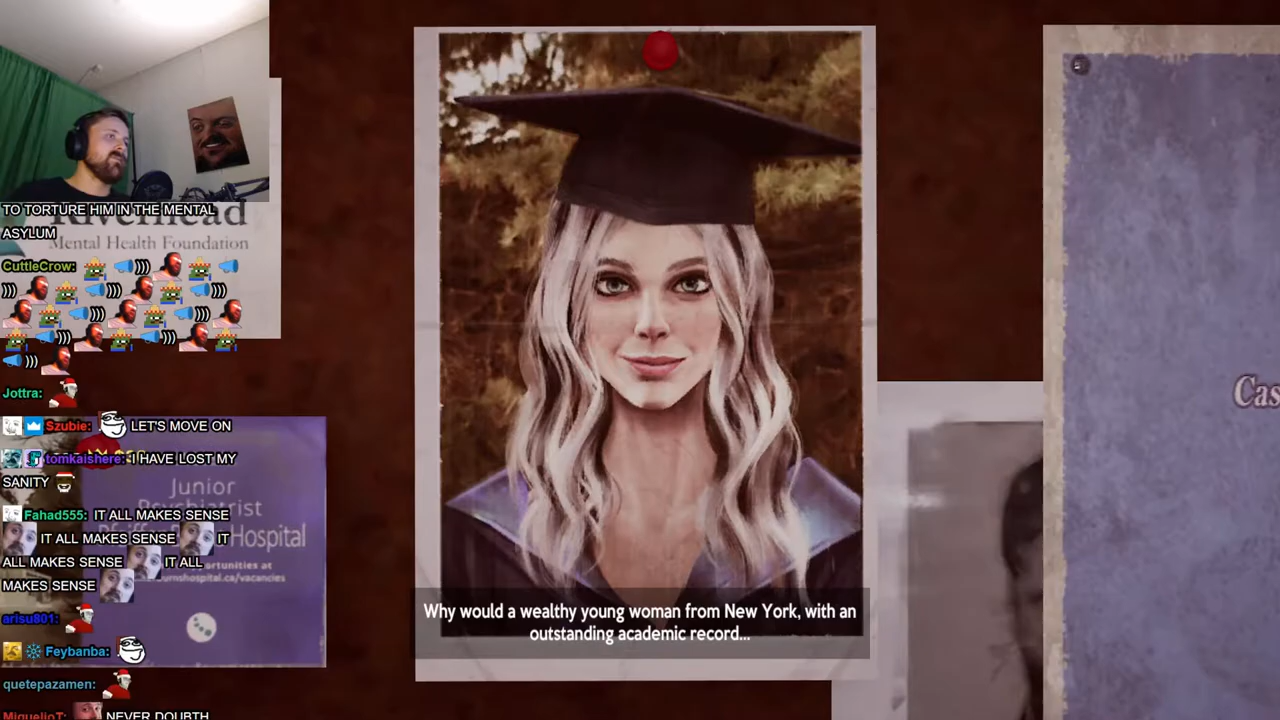 TO TORTURE HIM IN THE MENTAL
ASYLUM
Riverhead
Mental Health Foundation
CuttleCrow:
)))
)))
)))
)))
)))
)))
)))
)))
)))
Jottra:
Szubie: LET'S MOVE ON
tomkaishere: I HAVE LOST MY
SANITY
Fahad555: IT ALL MAKES SENSE
IT ALL MAKES SENSE IT
ALL MAKES SENSE IT ALL
MAKES SENSE
arisu801:
Feybanba:
quetepazamen:
MiguelioT: NEVER DOUBTH
Junior
Psychiatrist
Hospital
Why would a wealthy young woman from New York, with an
outstanding academic record...
Cas